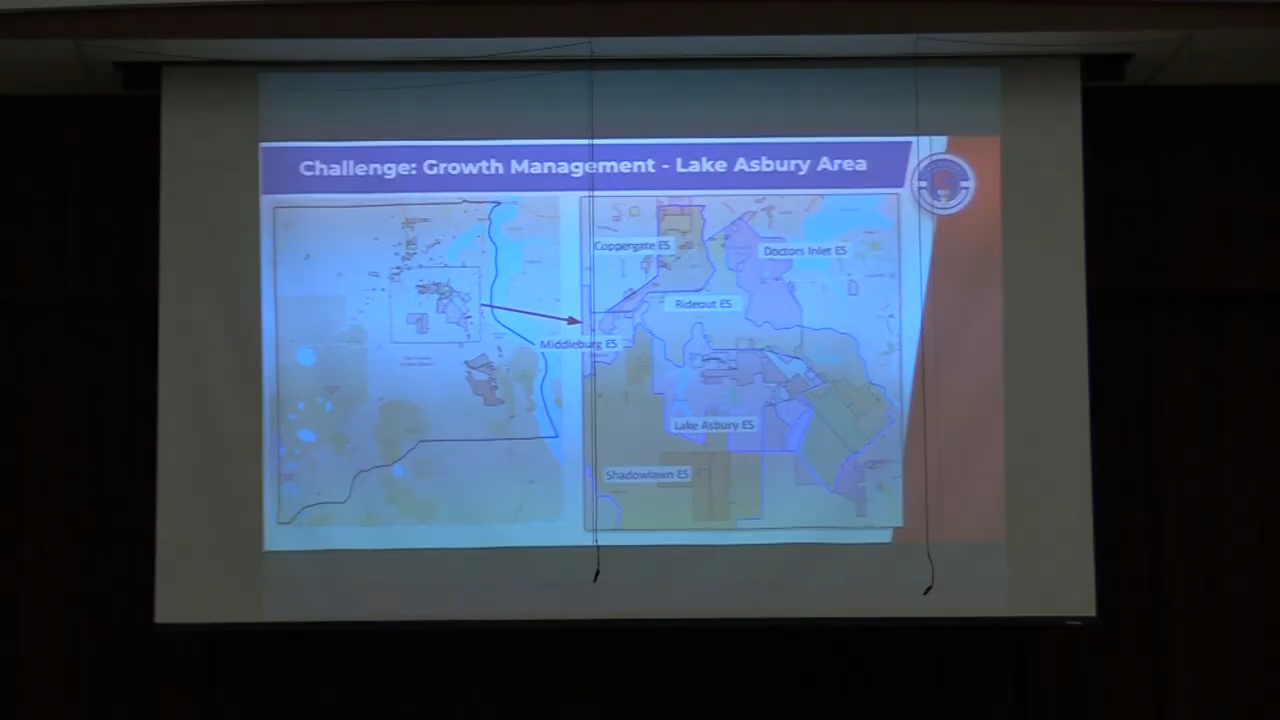 Challenge: Growth Management - Lake Asbury Area
Coppergate ES
Doctors Inlet ES
Rideout ES
Middleburg ES
Lake Asbury ES
Shadowlawn ES